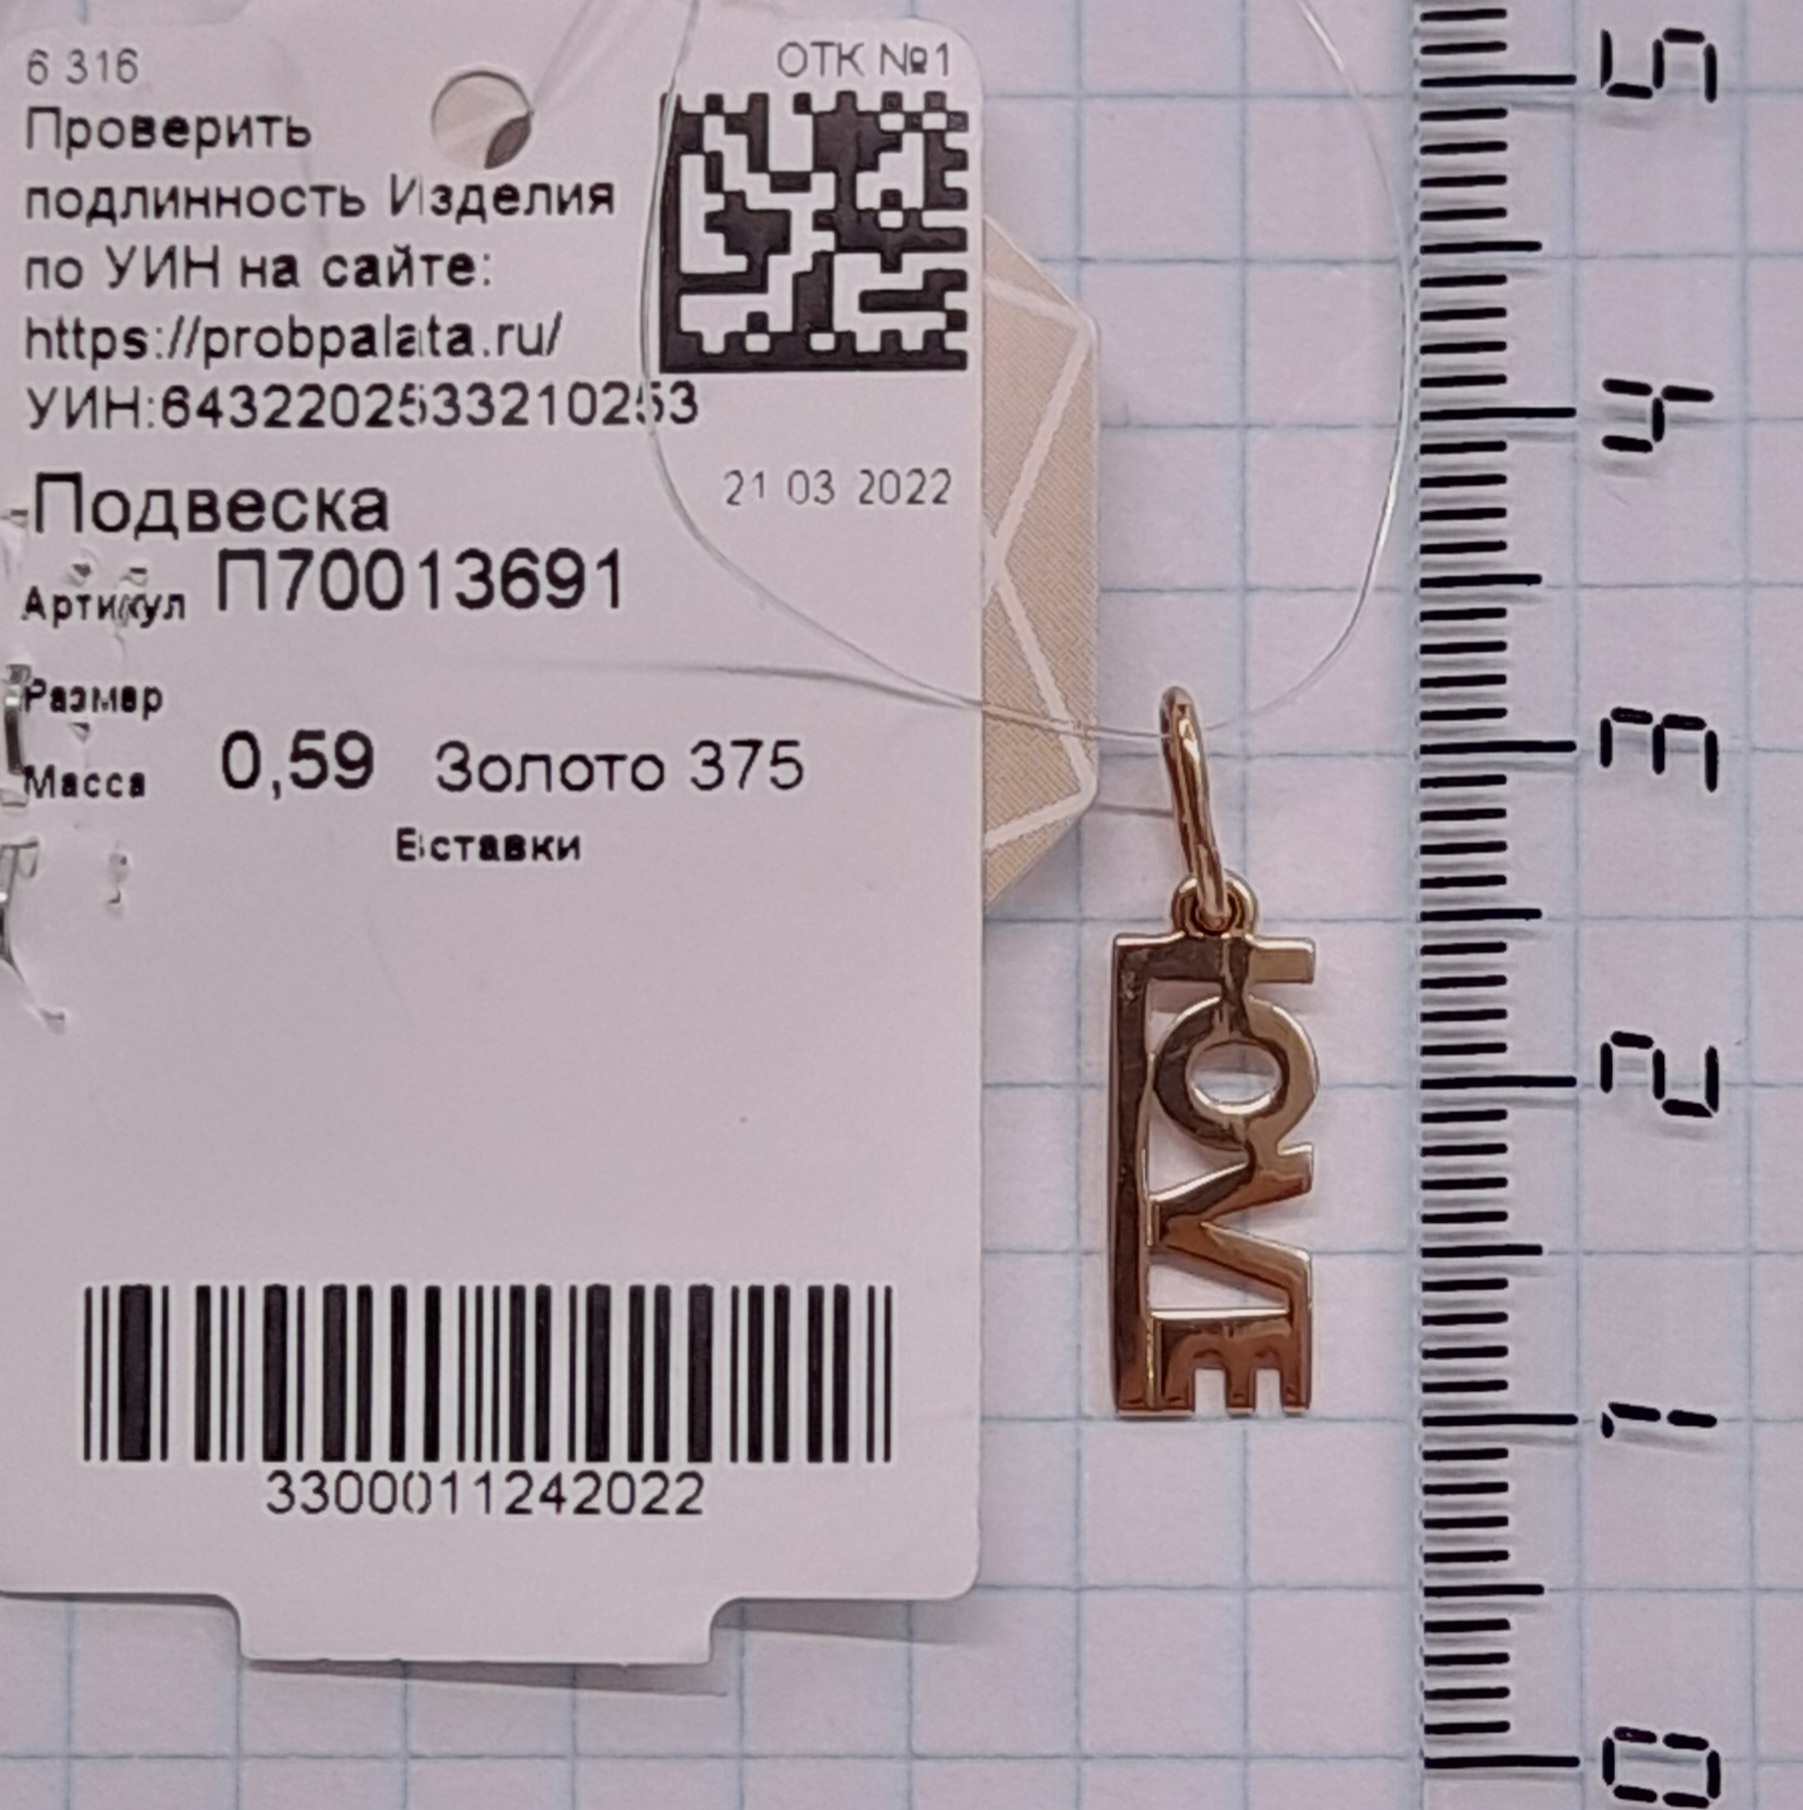 6 316
ОТК №1
Проверить
подлинность Изделия
по УИН на сайте:
https://probpalata.ru/
УИН:6432202533210253
21 03 2022
Подвеска
Артикул П70013691
Размер
Масса 0,59 Золото 375
Вставки
3300011242022
LOVE
5
4
3
2
1
0